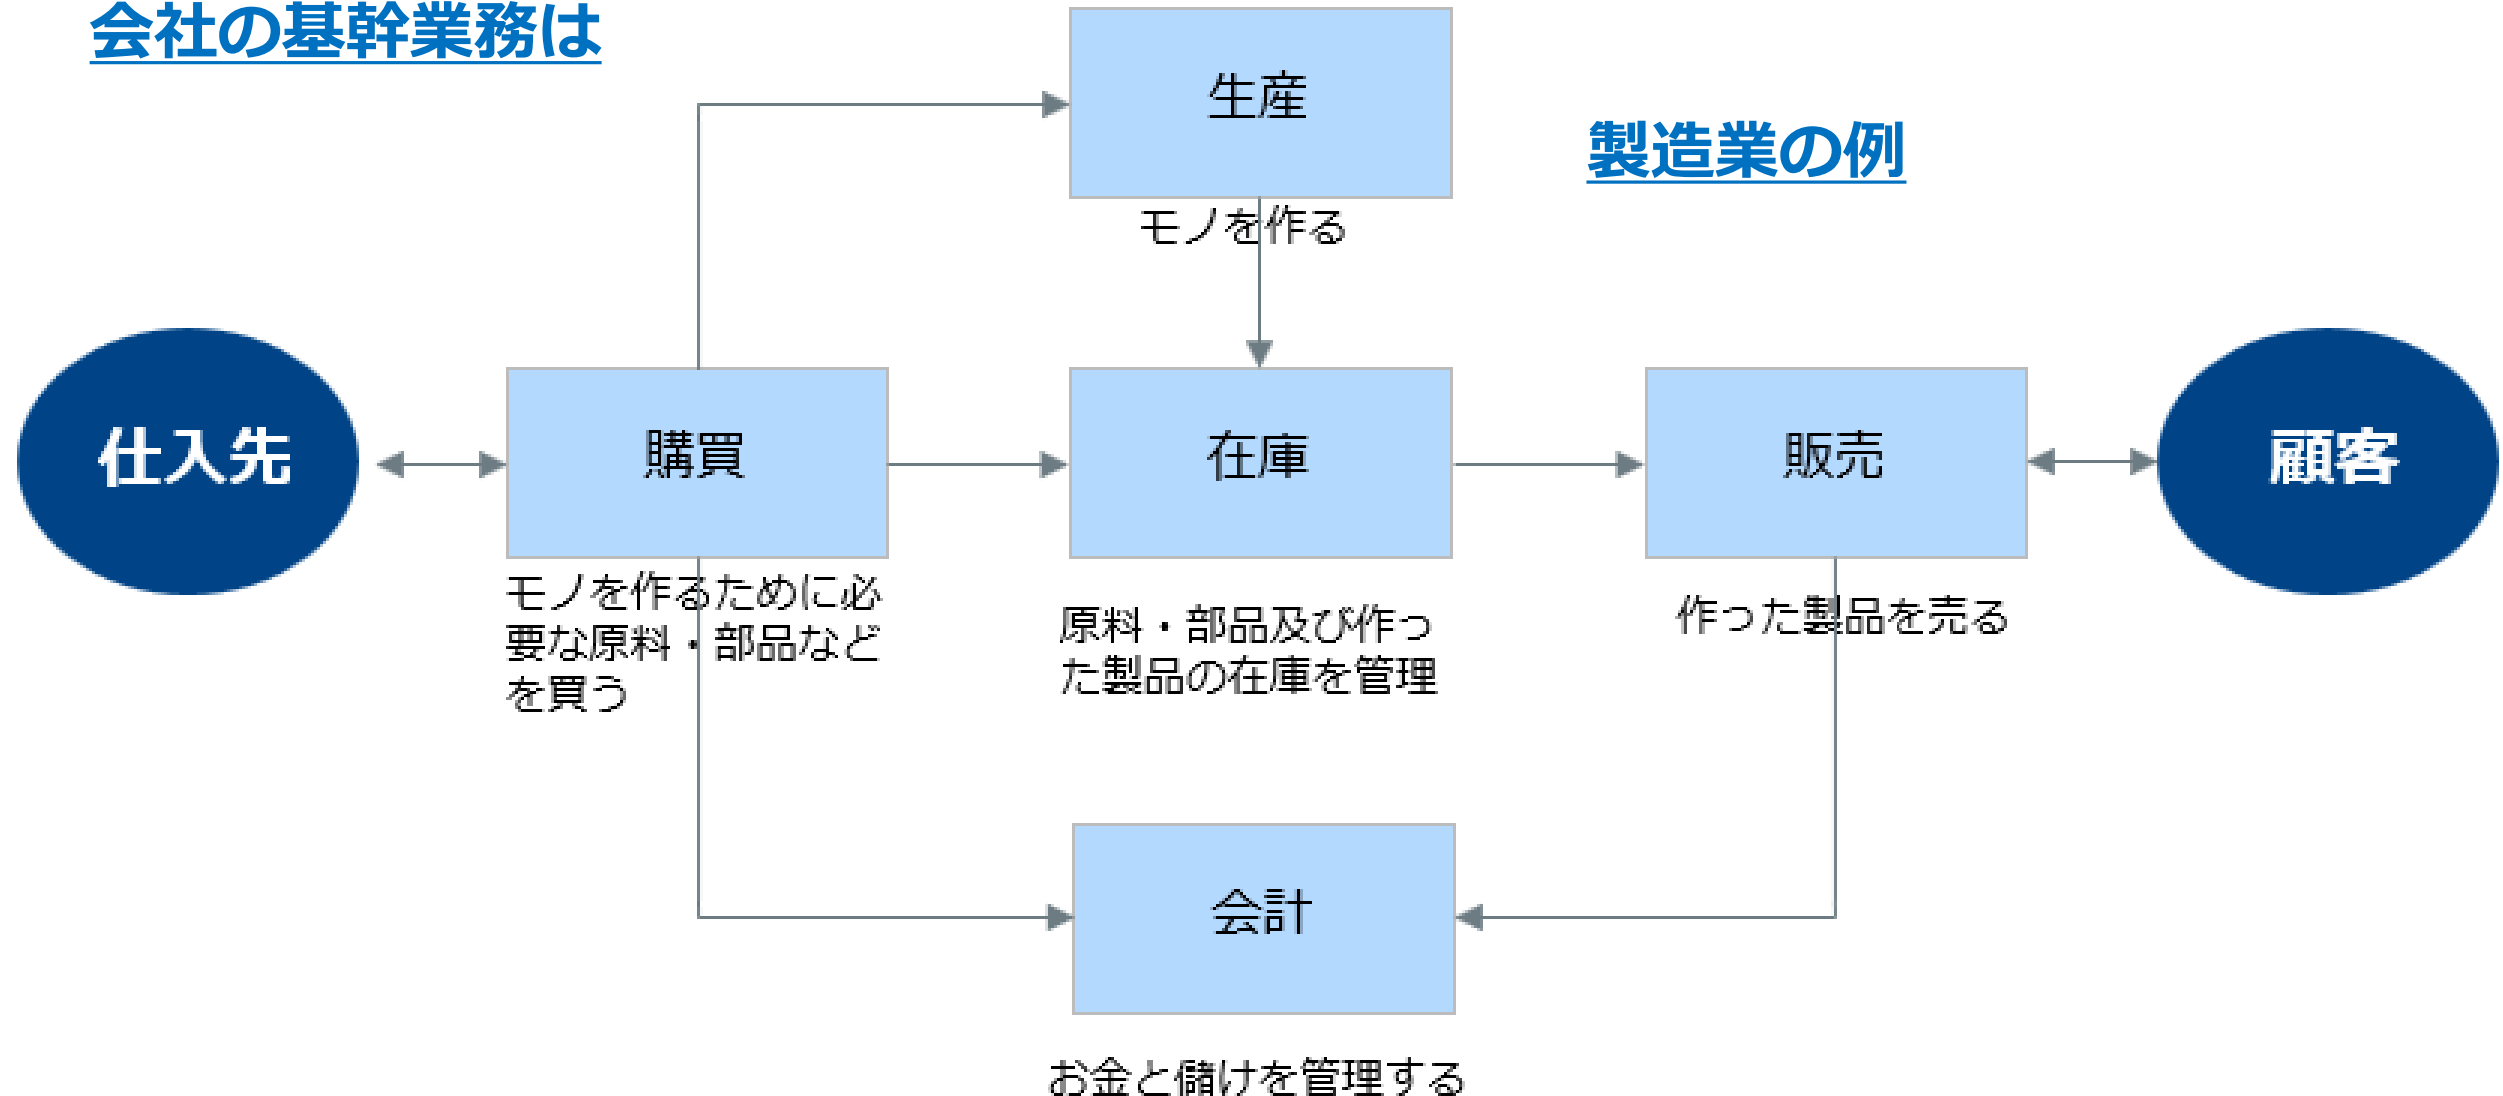 会社の基幹業務は
生産
製造業の例
モノを作る
仕入先
購買
在庫
販売
顧客
モノを作るために必
要な原料・部品など
を買う
原料・部品及び作っ
た製品の在庫を管理
作った製品を売る
会計
お金と儲けを管理する